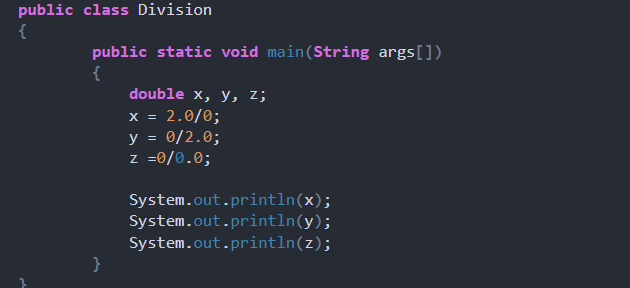 public class Division
{
public static void main(String args[])
{
double x, y, z;
x = 2.0/0;
y = 0/2.0;
z =0/0.0;
System.out.println(x);
System.out.println(y);
System.out.println(z);
}
}